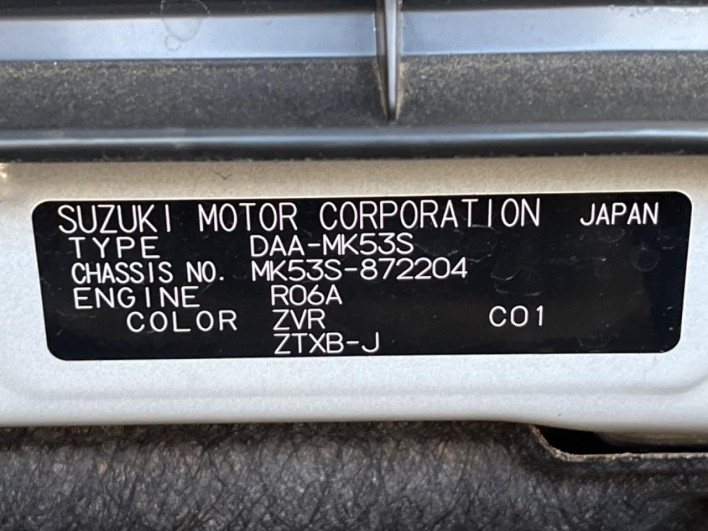 SUZUKI MOTOR CORPORATION JAPAN
TYPE DAA-MK53S
CHASSIS NO. MK53S-872204
ENGINE R06A
COLOR ZVR C01
ZTXB-J